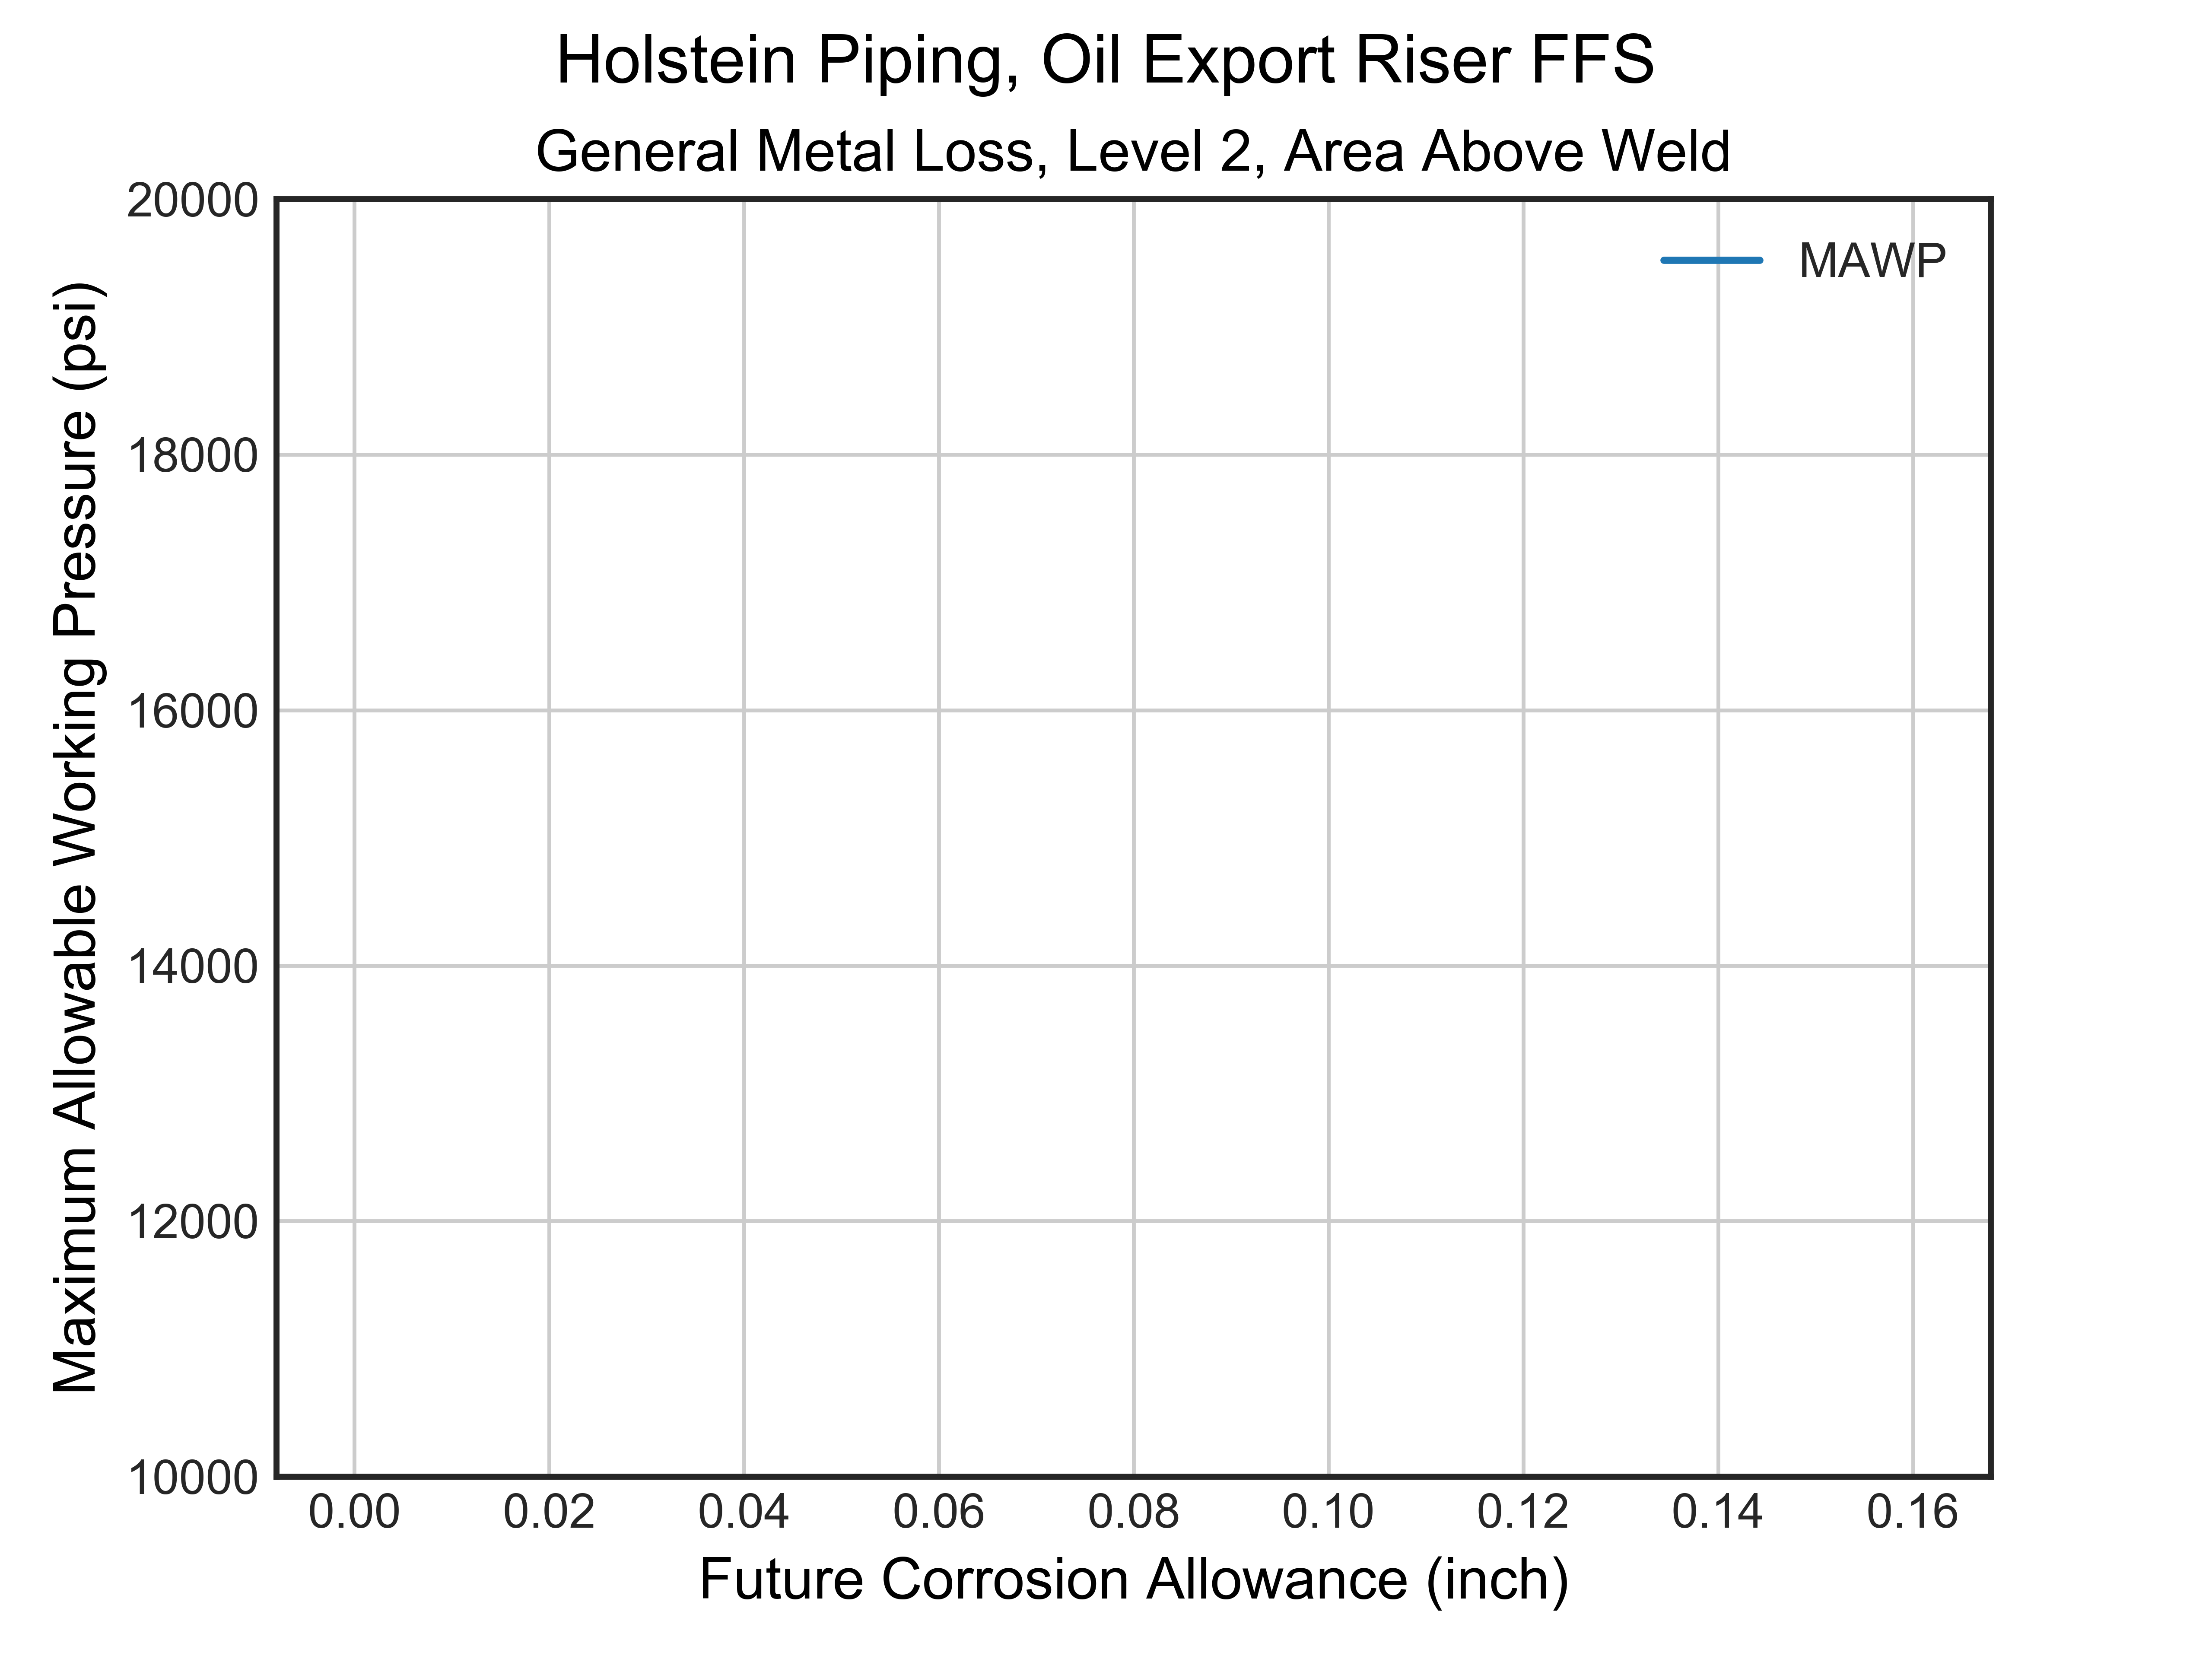 Holstein Piping, Oil Export Riser FFS
General Metal Loss, Level 2, Area Above Weld
MAWP
Maximum Allowable Working Pressure (psi)
20000
18000
16000
14000
12000
10000
0.00 0.02 0.04 0.06 0.08 0.10 0.12 0.14 0.16
Future Corrosion Allowance (inch)